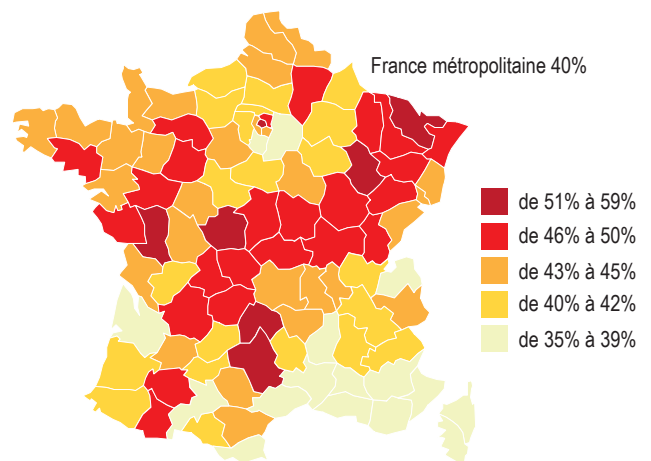 France métropolitaine 40%
de 51% à 59%
de 46% à 50%
de 43% à 45%
de 40% à 42%
de 35% à 39%